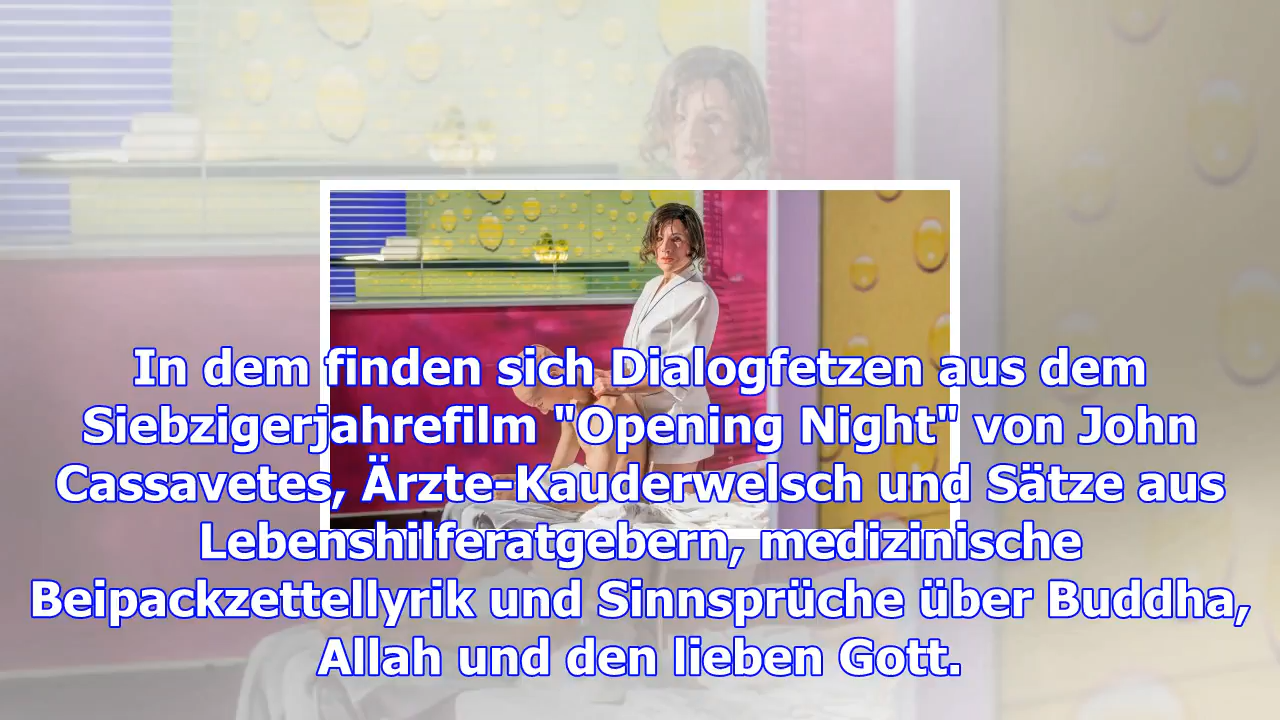 In dem finden sich Dialogfetzen aus dem
Siebzigerjahrefilm "Opening Night" von John
Cassavetes, Ärzte-Kauderwelsch und Sätze aus
Lebenshilferatgebern, medizinische
Beipackzettellyrik und Sinnsprüche über Buddha,
Allah und den lieben Gott.